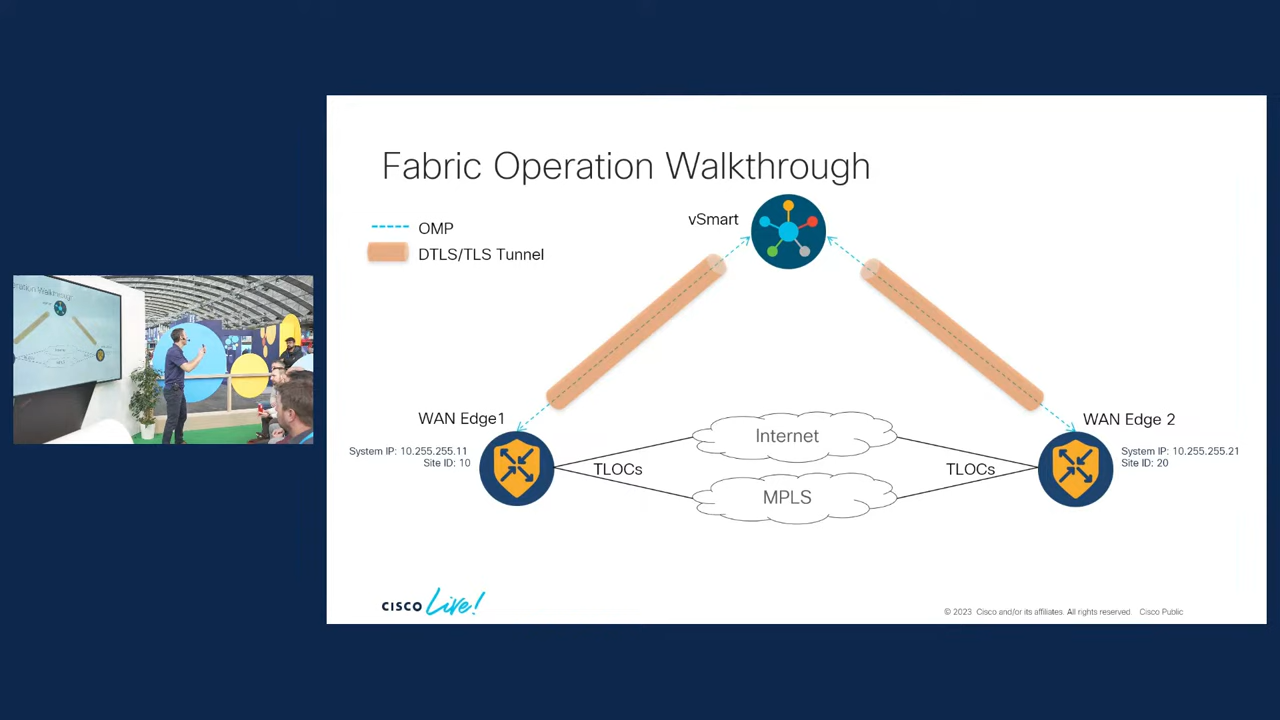 Fabric Operation Walkthrough
OMP
DTLS/TLS Tunnel
vSmart
WAN Edge1
System IP: 10.255.255.11
Site ID: 10
WAN Edge 2
System IP: 10.255.255.21
Site ID: 20
TLOCs
Internet
MPLS
TLOCs
CISCO Live!
© 2023 Cisco and/or its affiliates. All rights reserved. Cisco Public